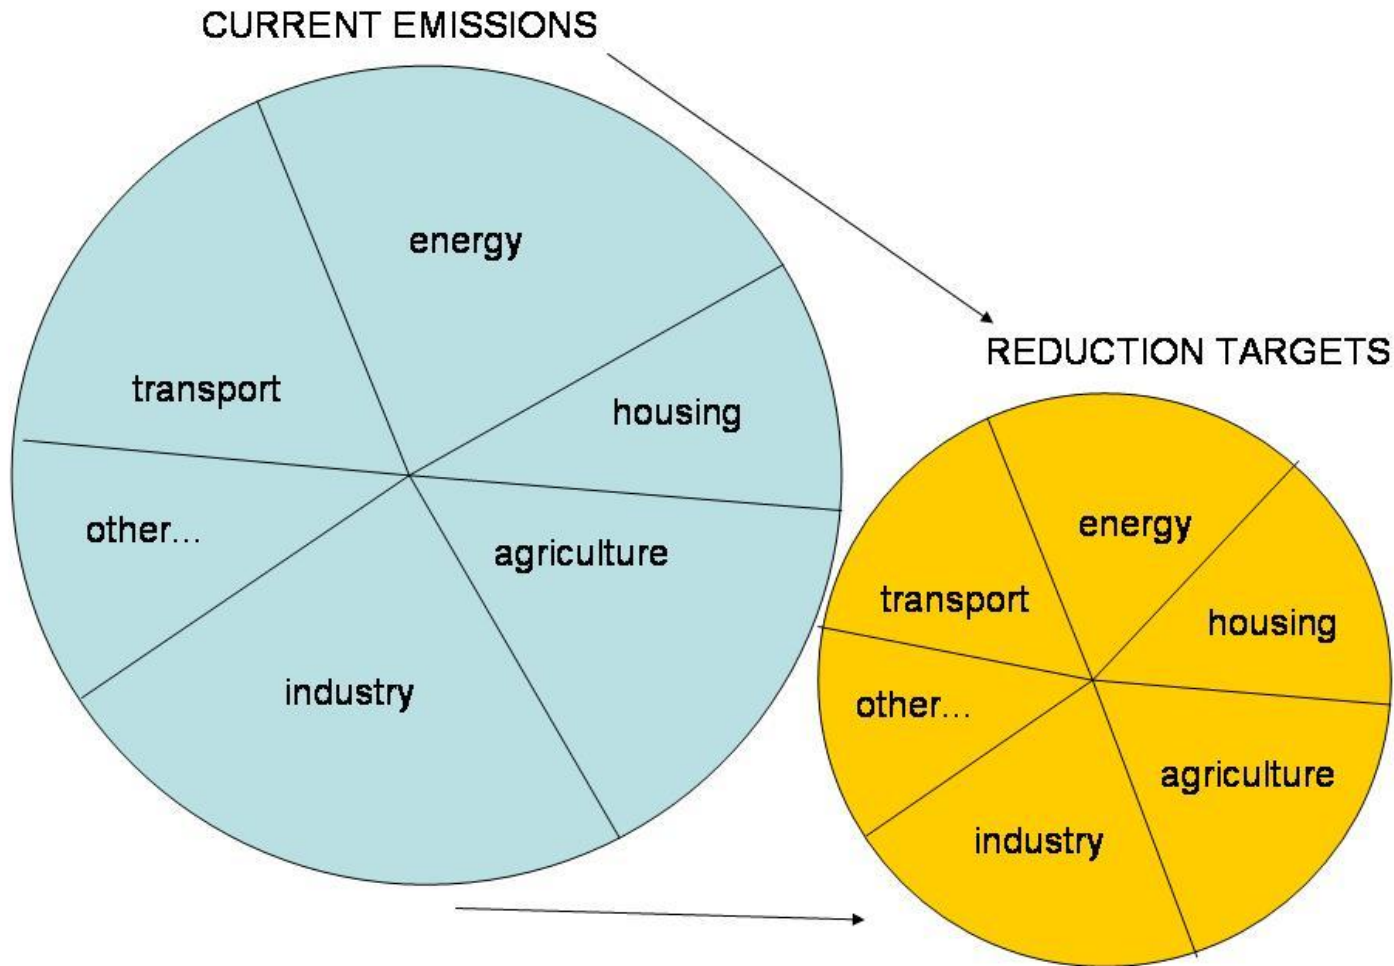 CURRENT EMISSIONS
energy
transport
housing
other...
agriculture
industry
REDUCTION TARGETS
energy
transport
housing
other...
agriculture
industry